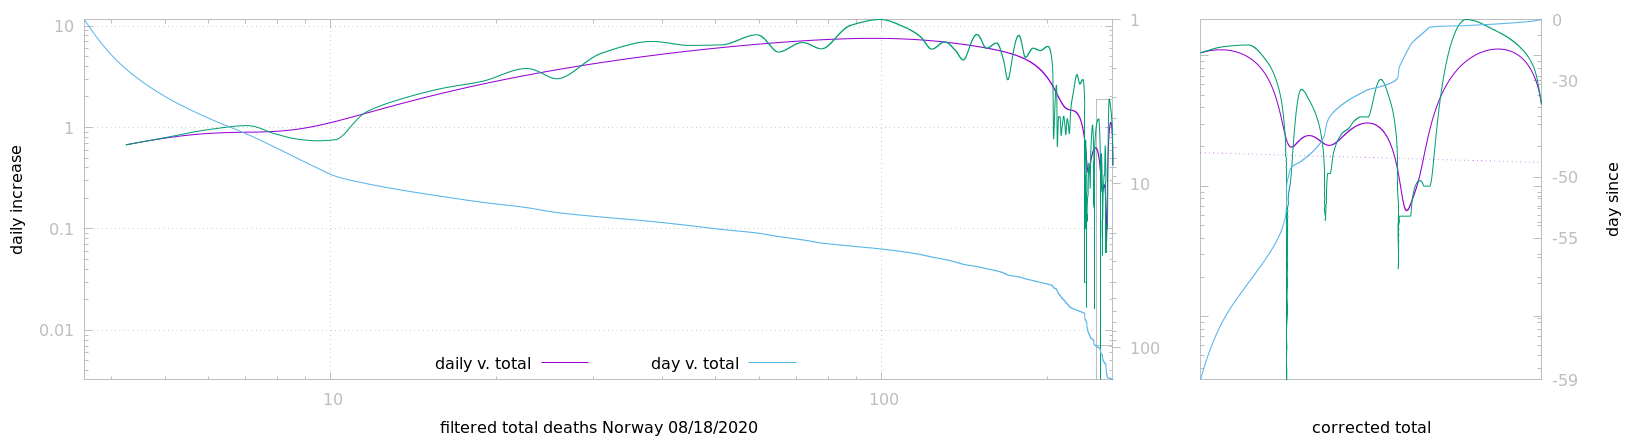 10
1
0.1
0.01
daily increase
daily v. total
day v. total
10
100
filtered total deaths Norway 08/18/2020
1
10
100
0
-30
-50
-55
-59
day since
corrected total